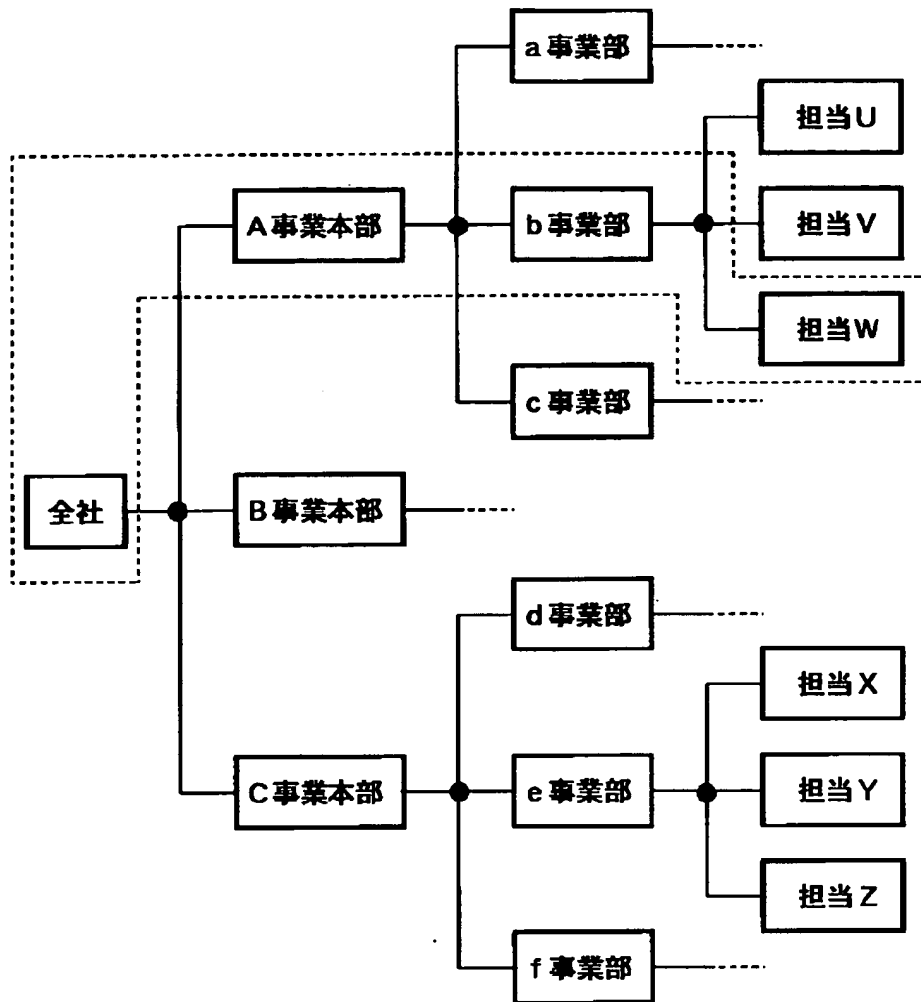 a事業部
担当U
A事業本部
b事業部
担当V
担当W
c事業部
全社
B事業本部
d事業部
担当X
C事業本部
e事業部
担当Y
担当Z
f事業部